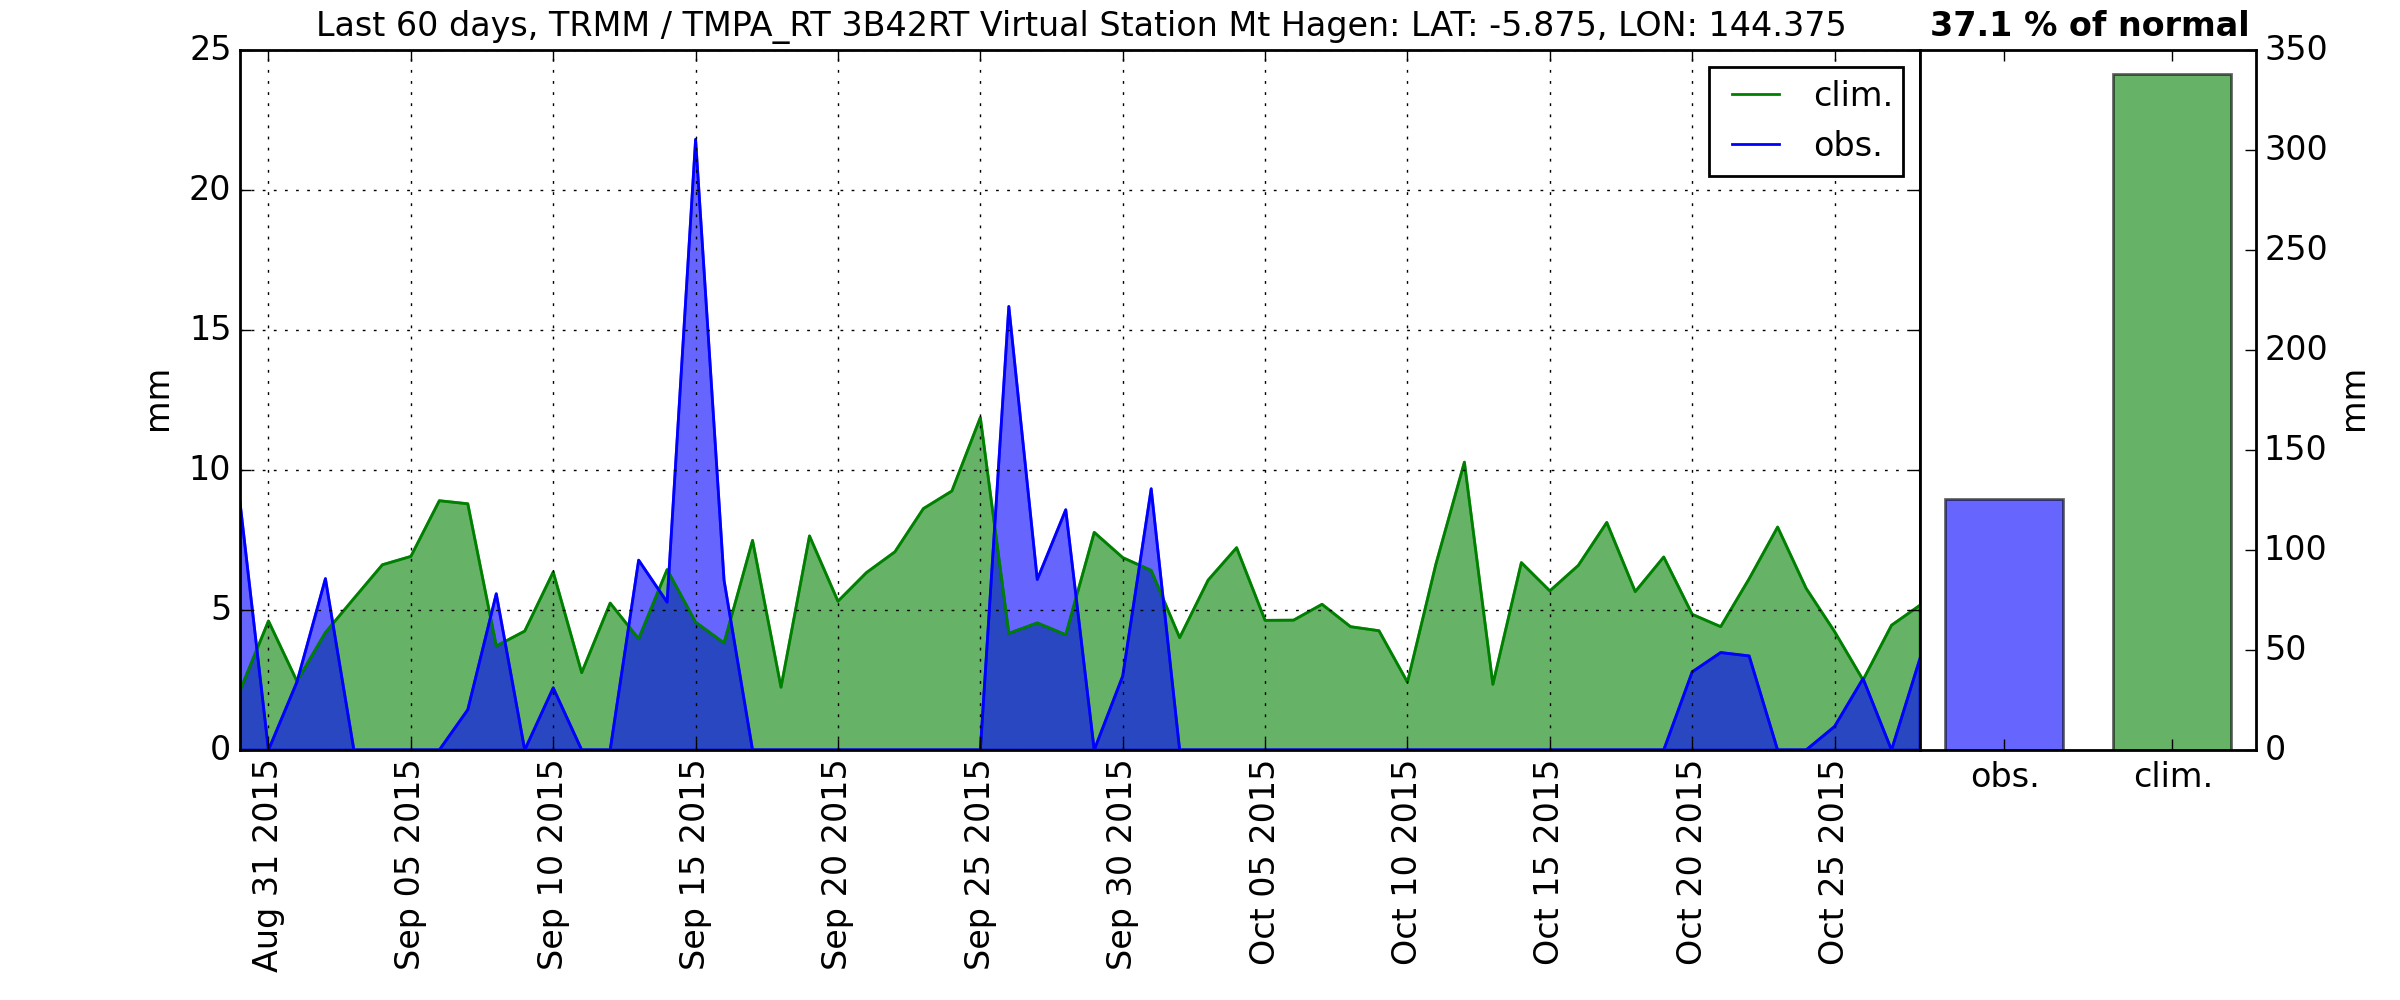 Last 60 days, TRMM / TMPA_RT 3B42RT Virtual Station Mt Hagen: LAT: -5.875, LON: 144.375
37.1 % of normal
25
20
15
10
5
0
mm
clim.
obs.
350
300
250
200
150
100
50
0
mm
obs.
clim.
Aug 31 2015
Sep 05 2015
Sep 10 2015
Sep 15 2015
Sep 20 2015
Sep 25 2015
Sep 30 2015
Oct 05 2015
Oct 10 2015
Oct 15 2015
Oct 20 2015
Oct 25 2015